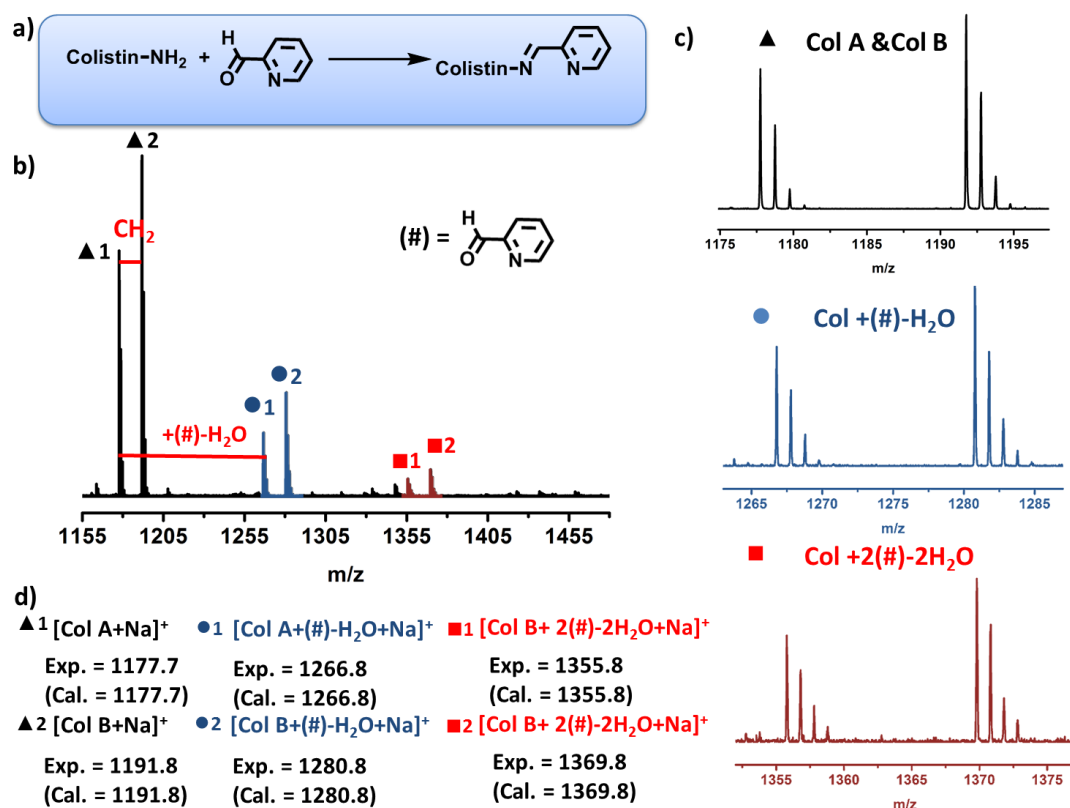 a)
Colistin-NH2 + H O N
Colistin-N N
b)
▲2
CH2
▲1
(#) = H O N
●2
●1
+(#)-H2O
■1 ■2
1155 1205 1255 1305 1355 1405 1455
m/z
c)
▲ Col A &Col B
1175 1180 1185 1190 1195
m/z
● Col +(#)-H2O
1265 1270 1275 1280 1285
m/z
■ Col +2(#)-2H2O
1355 1360 1365 1370 1375
m/z
d)
▲1 [Col A+Na]+ ●1 [Col A+(#)-H2O+Na]+ ■1 [Col B+ 2(#)-2H2O+Na]+
Exp. = 1177.7 Exp. = 1266.8 Exp. = 1355.8
(Cal. = 1177.7) (Cal. = 1266.8) (Cal. = 1355.8)
▲2 [Col B+Na]+ ●2 [Col B+(#)-H2O+Na]+ ■2 [Col B+ 2(#)-2H2O+Na]+
Exp. = 1191.8 Exp. = 1280.8 Exp. = 1369.8
(Cal. = 1191.8) (Cal. = 1280.8) (Cal. = 1369.8)